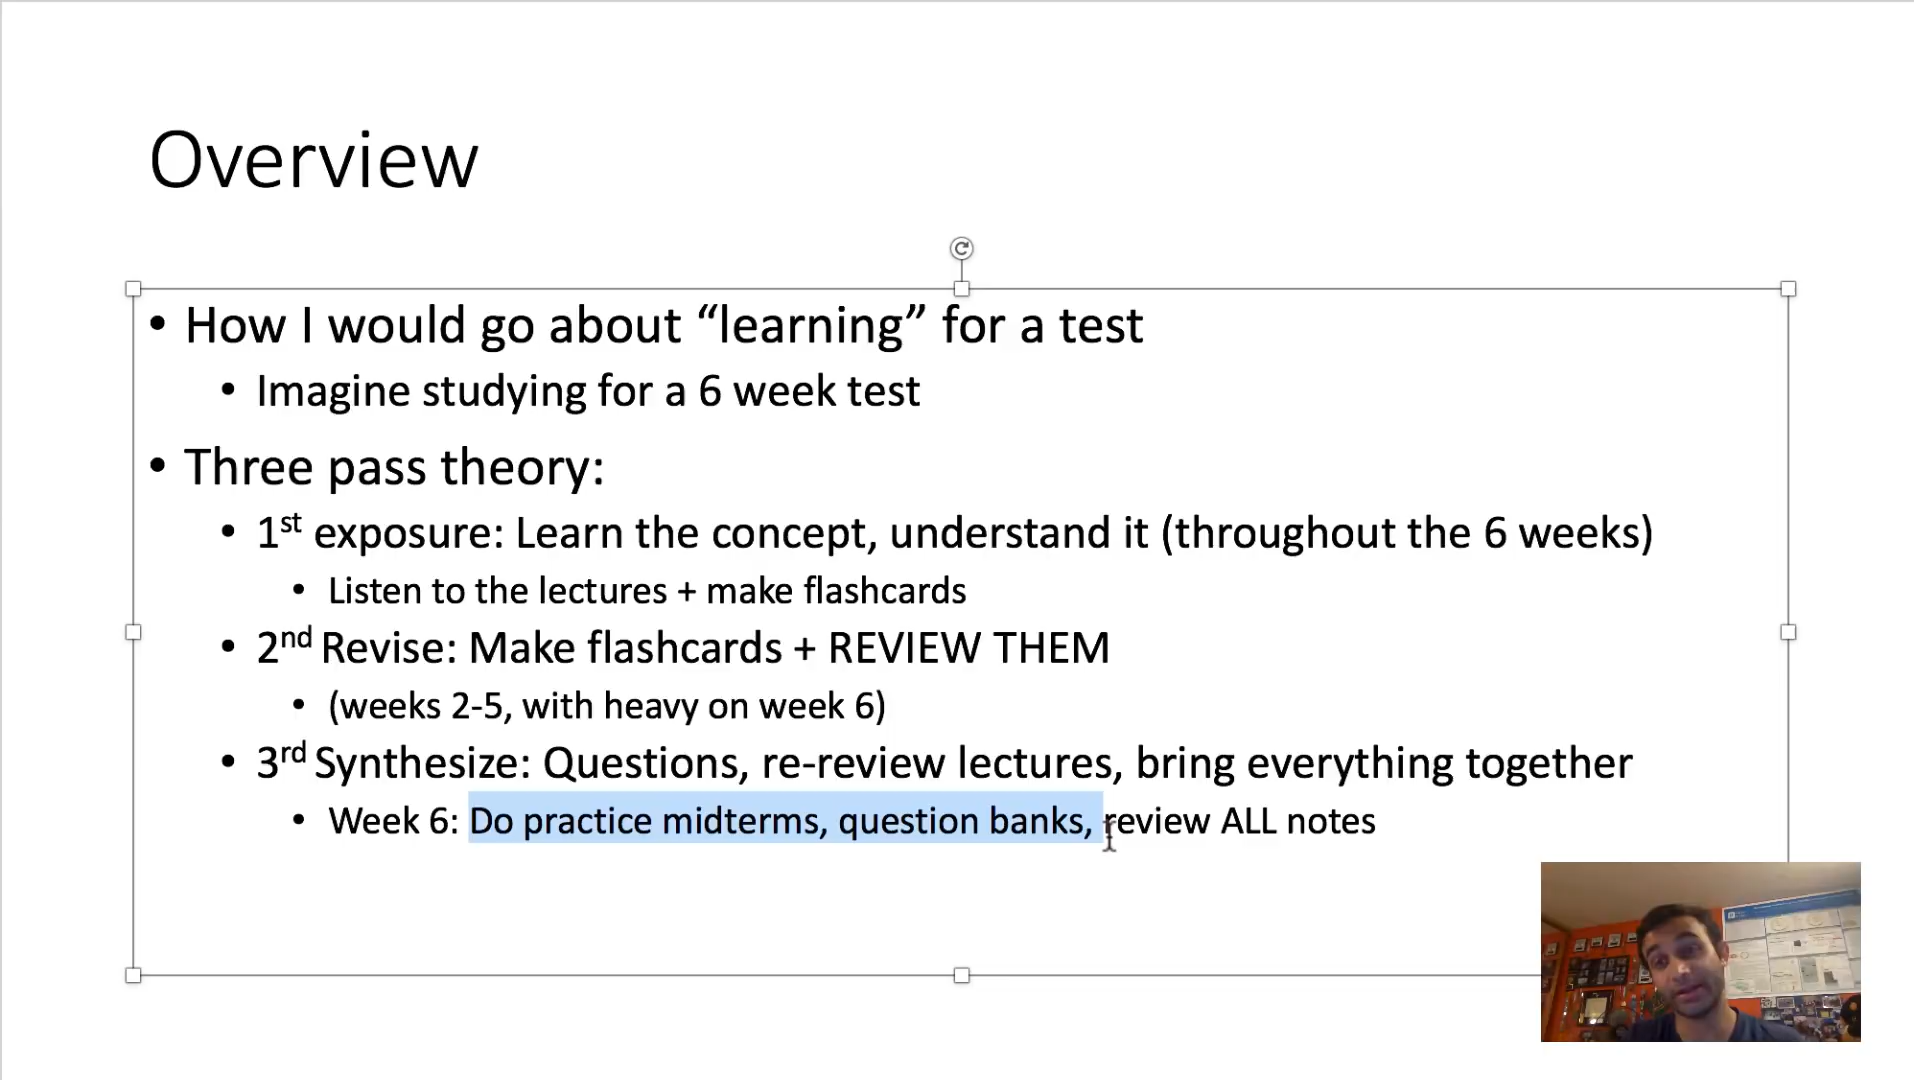 Overview
• How I would go about “learning” for a test
• Imagine studying for a 6 week test
• Three pass theory:
• 1st exposure: Learn the concept, understand it (throughout the 6 weeks)
• Listen to the lectures + make flashcards
• 2nd Revise: Make flashcards + REVIEW THEM
• (weeks 2-5, with heavy on week 6)
• 3rd Synthesize: Questions, re-review lectures, bring everything together
• Week 6: Do practice midterms, question banks, review ALL notes